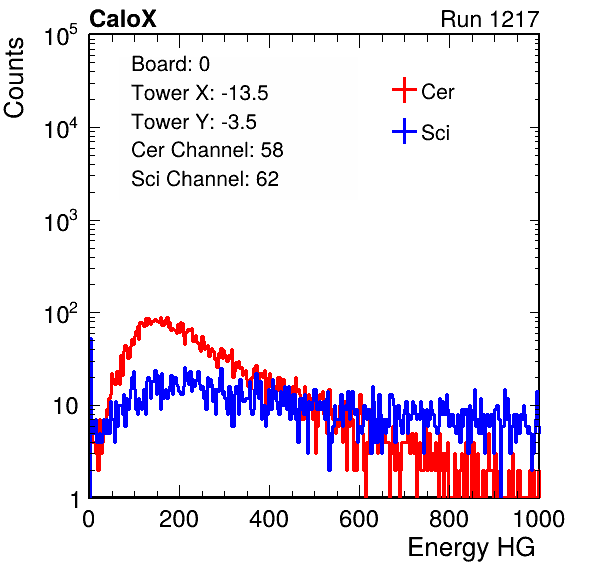 CaloX Run 1217
Counts
10^5
10^4
10^3
10^2
10
1
Board: 0
Tower X: -13.5
Tower Y: -3.5
Cer Channel: 58
Sci Channel: 62
Cer
Sci
0 200 400 600 800 1000
Energy HG